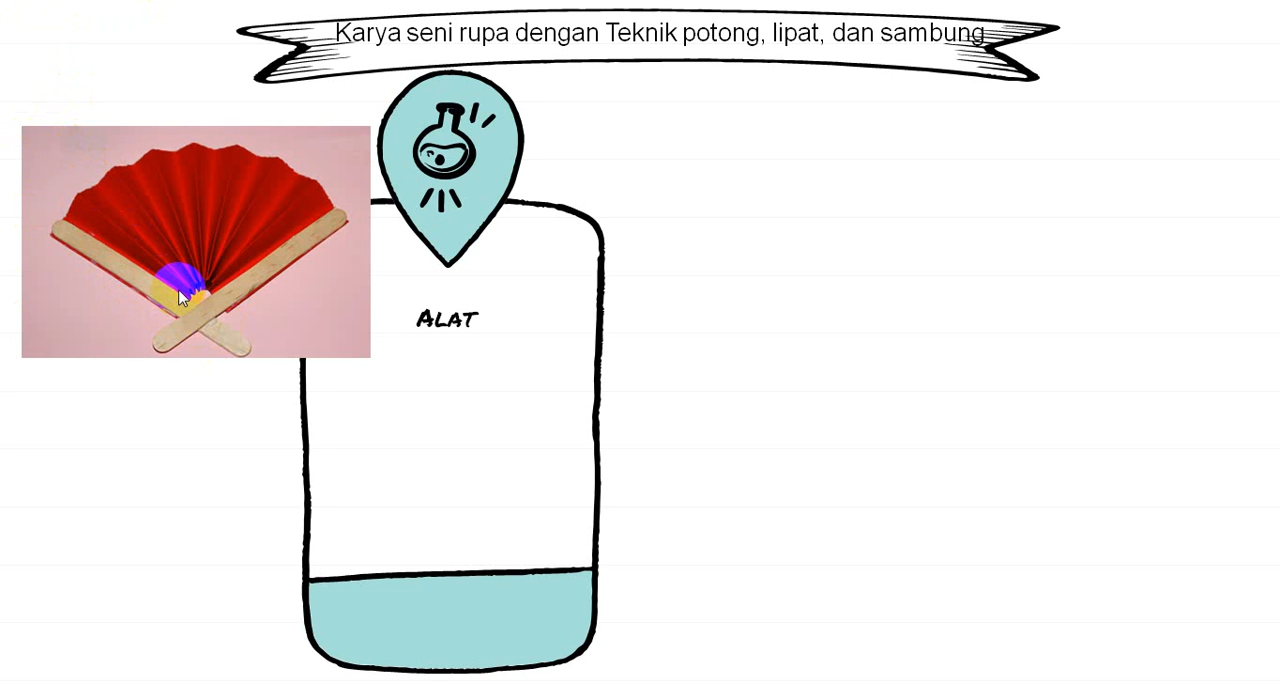 Karya seni rupa dengan Teknik potong, lipat, dan sambung
ALAT